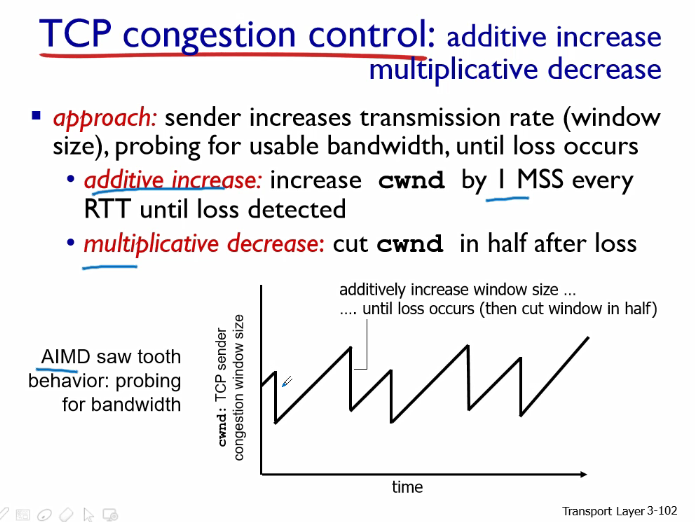 TCP congestion control: additive increase
multiplicative decrease
▪ approach: sender increases transmission rate (window
size), probing for usable bandwidth, until loss occurs
• additive increase: increase cwnd by 1 MSS every
RTT until loss detected
• multiplicative decrease: cut cwnd in half after loss
additively increase window size …
…. until loss occurs (then cut window in half)
AIMD saw tooth
behavior: probing
for bandwidth
cwnd: TCP sender
congestion window size
time
Transport Layer 3-102